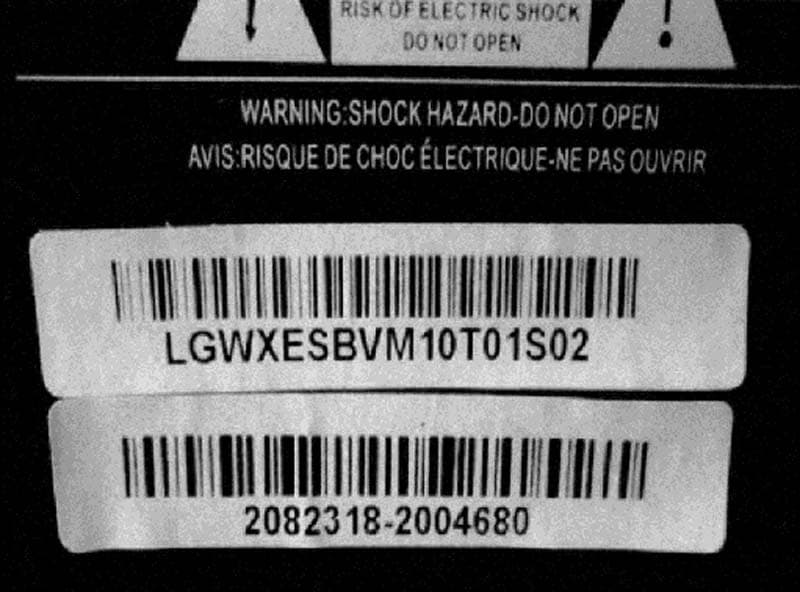 RISK OF ELECTRIC SHOCK
DO NOT OPEN
WARNING:SHOCK HAZARD-DO NOT OPEN
AVIS:RISQUE DE CHOC ÉLECTRIQUE-NE PAS OUVRIR
LGWXESBVM10T01S02
2082318-2004680